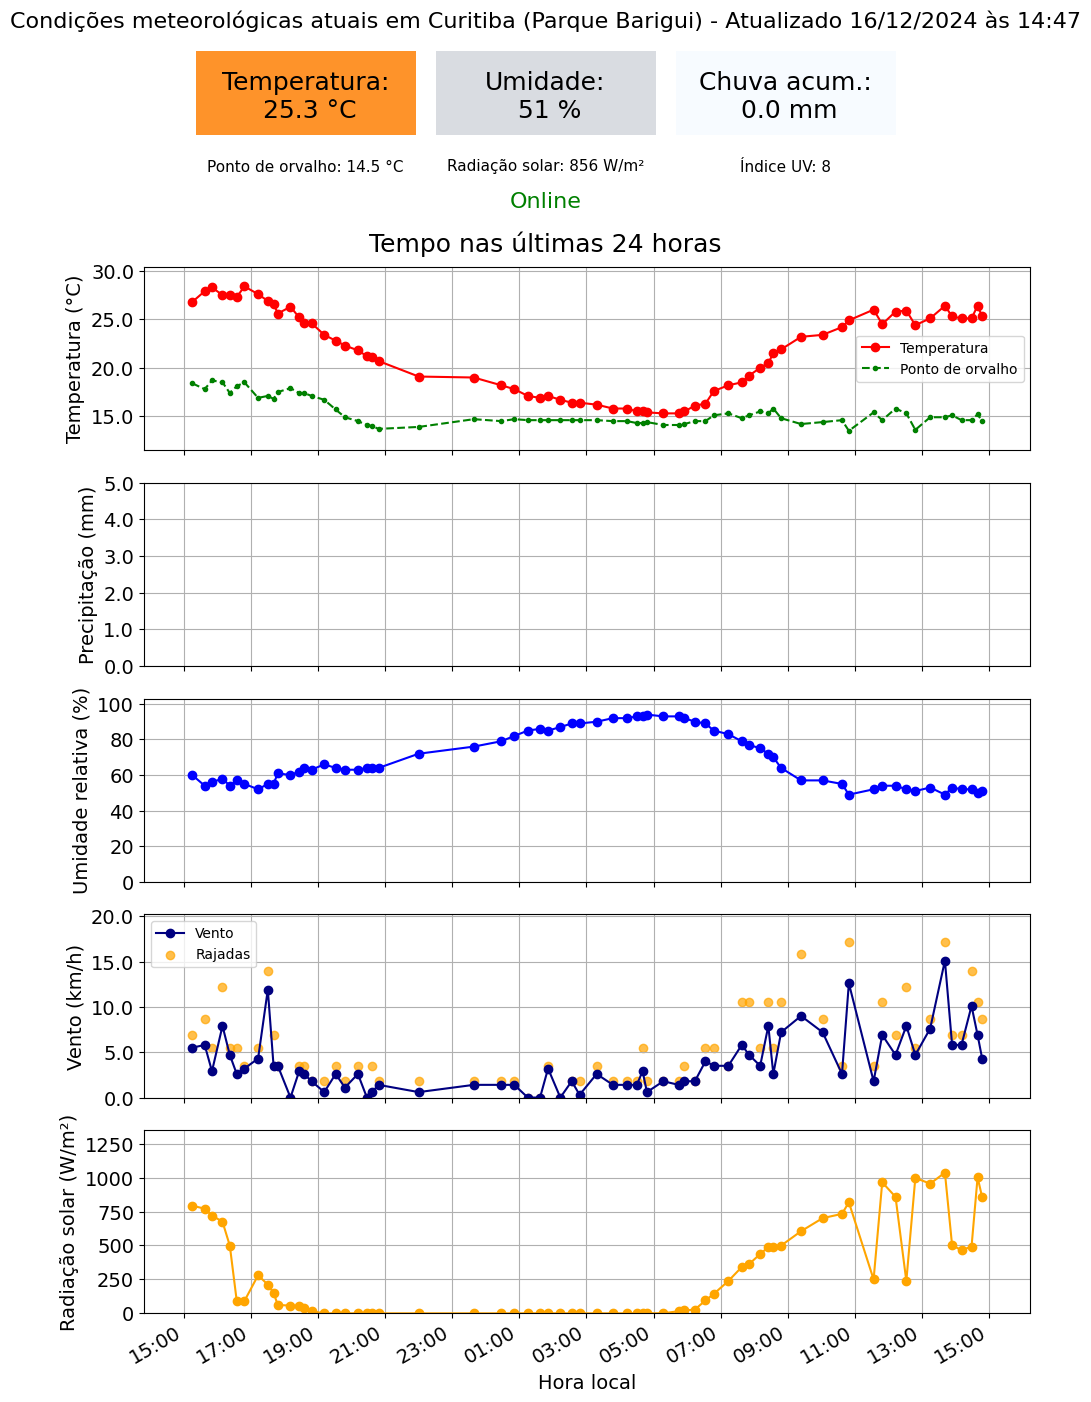 Condições meteorológicas atuais em Curitiba (Parque Barigui) - Atualizado 16/12/2024 às 14:47
Temperatura:
25.3 °C
Umidade:
51 %
Chuva acum.:
0.0 mm
Ponto de orvalho: 14.5 °C
Radiação solar: 856 W/m²
Índice UV: 8
Online
Tempo nas últimas 24 horas
Temperatura (°C)
30.0
25.0
20.0
15.0
Temperatura
Ponto de orvalho
Precipitação (mm)
5.0
4.0
3.0
2.0
1.0
0.0
Umidade relativa (%)
100
80
60
40
20
0
Vento (km/h)
20.0
15.0
10.0
5.0
0.0
Vento
Rajadas
Radiação solar (W/m²)
1250
1000
750
500
250
0
15:00
17:00
19:00
21:00
23:00
01:00
03:00
05:00
07:00
09:00
11:00
13:00
15:00
Hora local